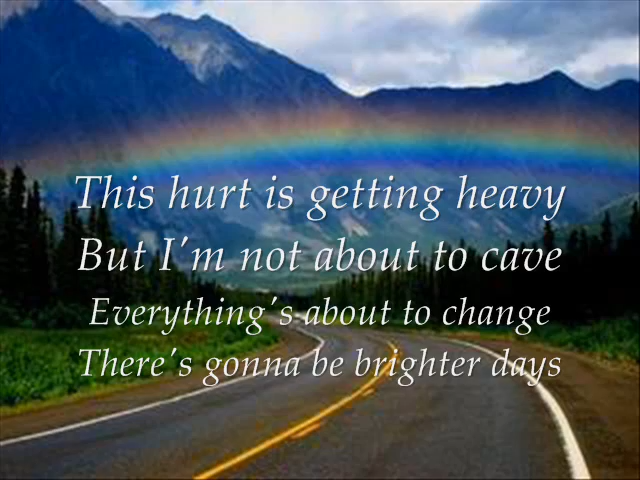 This hurt is getting heavy
But I'm not about to cave
Everything's about to change
There's gonna be brighter days